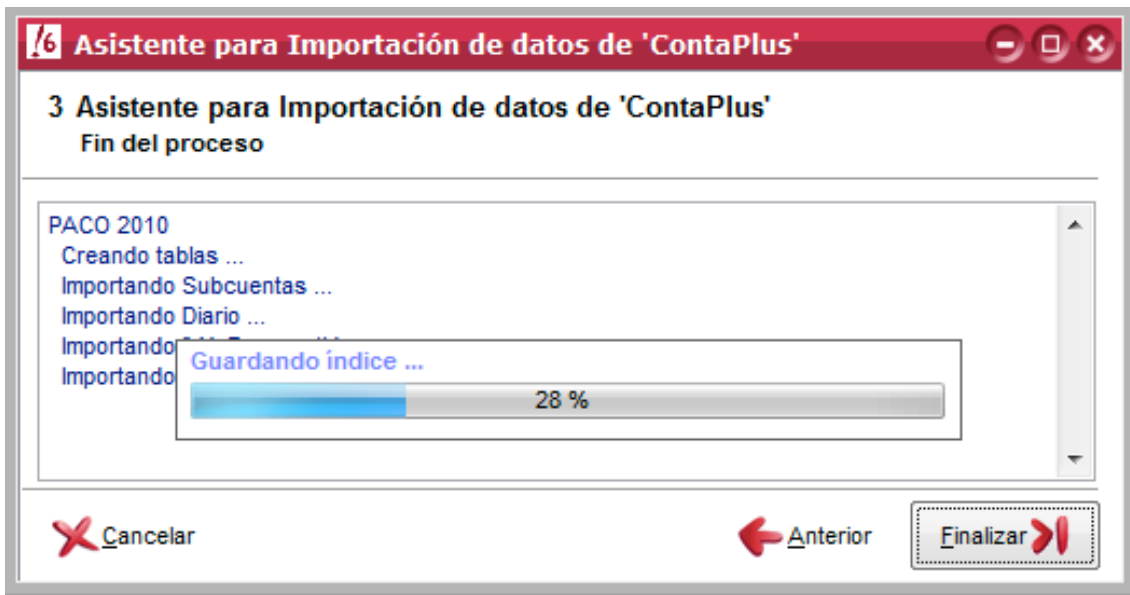 Asistente para Importación de datos de 'ContaPlus'
3 Asistente para Importación de datos de 'ContaPlus'
Fin del proceso
PACO 2010
Creando tablas ...
Importando Subcuentas ...
Importando Diario ...
Importando
Importando
Guardando índice ...
28 %
Cancelar
Anterior
Finalizar